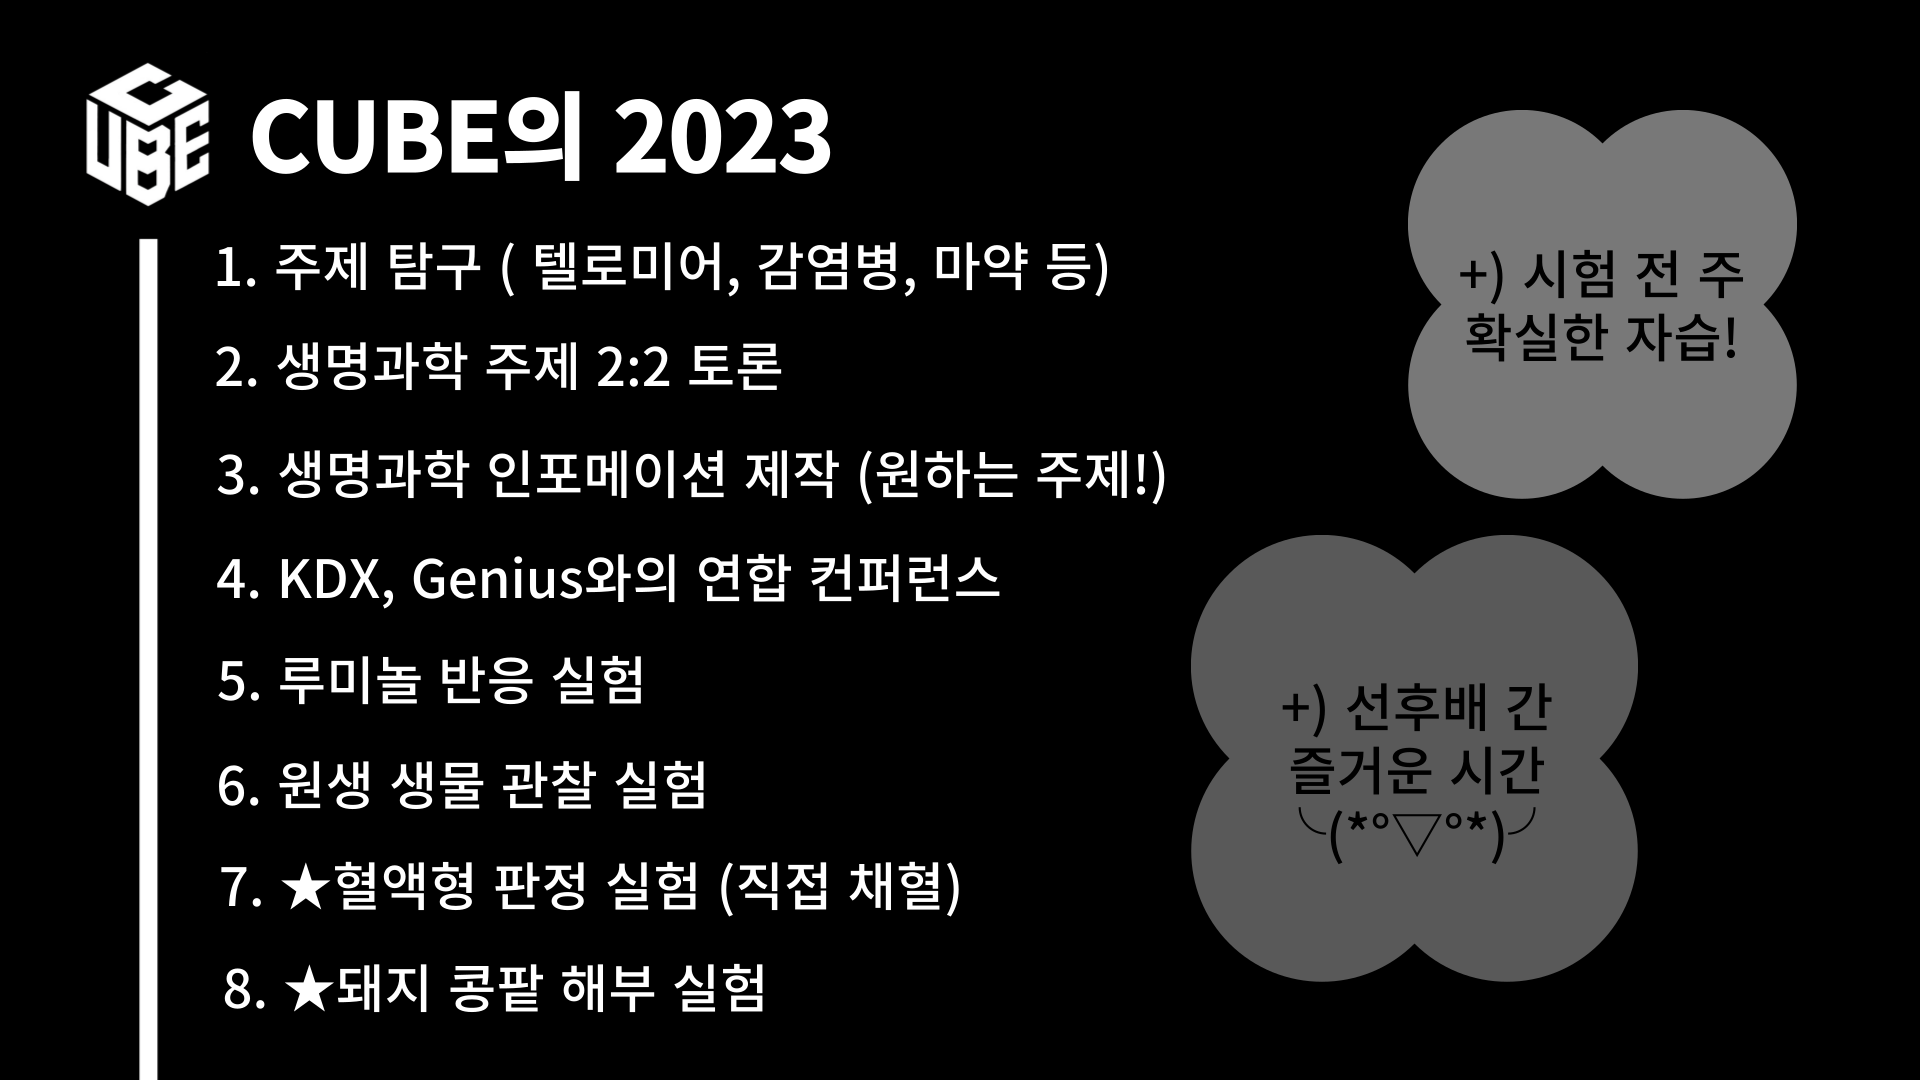 CUBE
CUBE의 2023
1. 주제 탐구 ( 텔로미어, 감염병, 마약 등)
2. 생명과학 주제 2:2 토론
3. 생명과학 인포메이션 제작 (원하는 주제!)
4. KDX, Genius와의 연합 컨퍼런스
5. 루미놀 반응 실험
6. 원생 생물 관찰 실험
7. ★혈액형 판정 실험 (직접 채혈)
8. ★돼지 콩팥 해부 실험
+) 시험 전 주
확실한 자습!
+) 선후배 간
즐거운 시간
╰(*°▽°*)╯